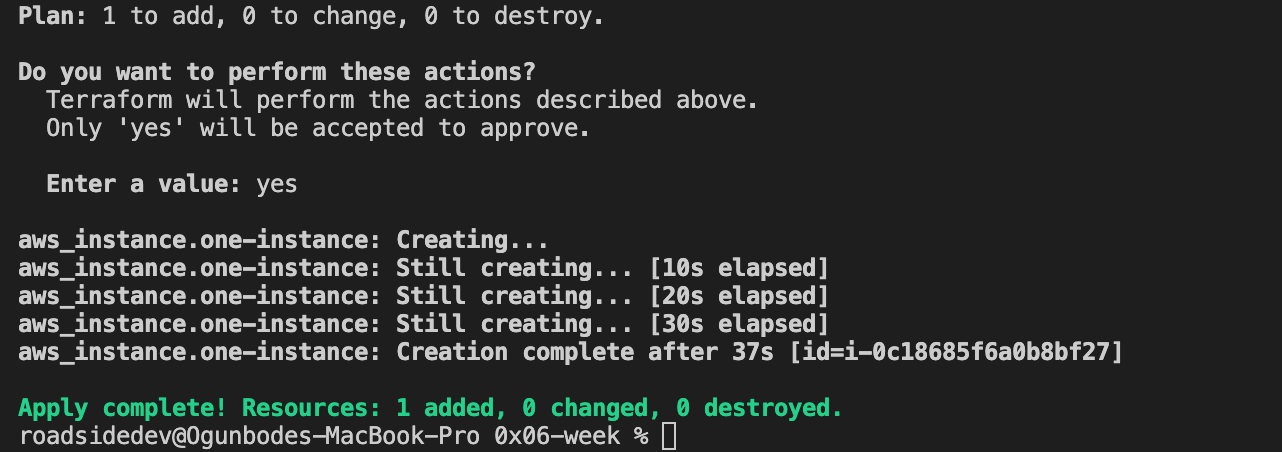 Plan: 1 to add, 0 to change, 0 to destroy.
Do you want to perform these actions?
Terraform will perform the actions described above.
Only 'yes' will be accepted to approve.
Enter a value: yes
aws_instance.one-instance: Creating...
aws_instance.one-instance: Still creating... [10s elapsed]
aws_instance.one-instance: Still creating... [20s elapsed]
aws_instance.one-instance: Still creating... [30s elapsed]
aws_instance.one-instance: Creation complete after 37s [id=i-0c18685f6a0b8bf27]
Apply complete! Resources: 1 added, 0 changed, 0 destroyed.
roadsidedev@Ogunbodes-MacBook-Pro 0x06-week %